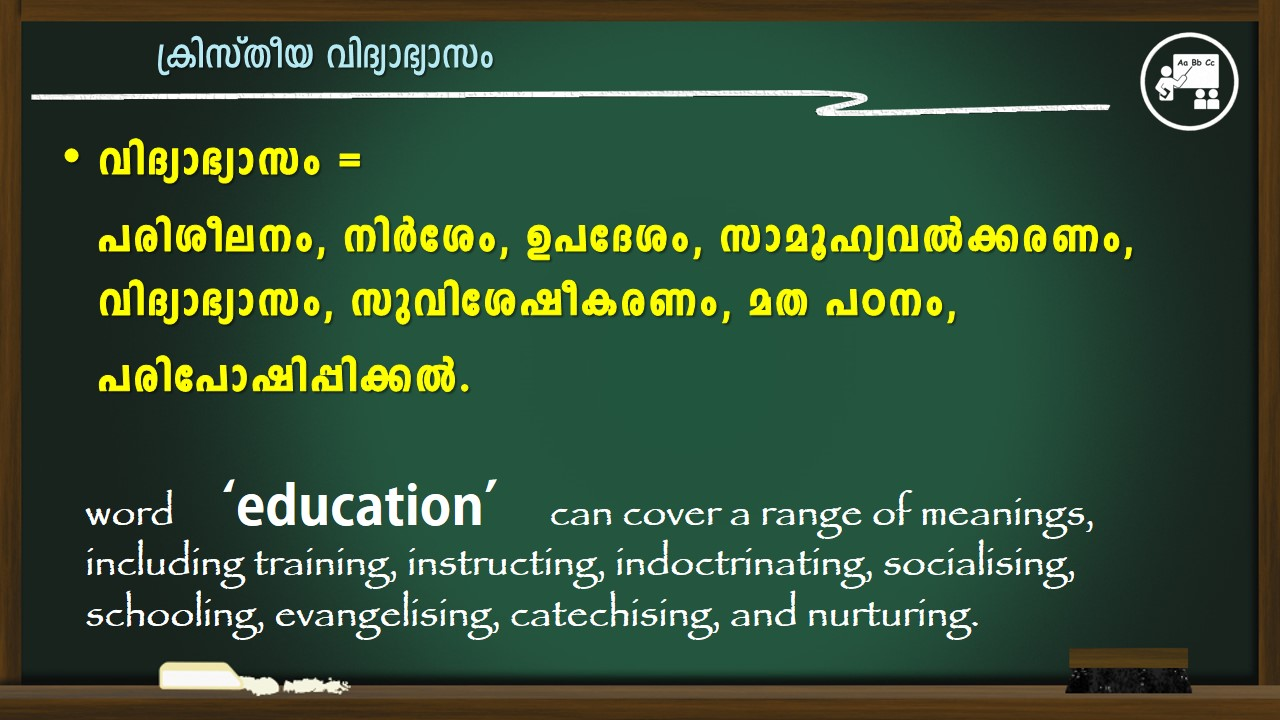 ക്രിസ്തീയ വിദ്യാഭ്യാസം
Aa Bb Cc
• വിദ്യാഭ്യാസം =
പരിശീലനം, നിർശേം, ഉപദേശം, സാമൂഹ്യവൽക്കരണം,
വിദ്യാഭ്യാസം, സുവിശേഷീകരണം, മത പഠനം,
പരിപോഷിപ്പിക്കൽ.
word ‘education’ can cover a range of meanings,
including training, instructing, indoctrinating, socialising,
schooling, evangelising, catechising, and nurturing.